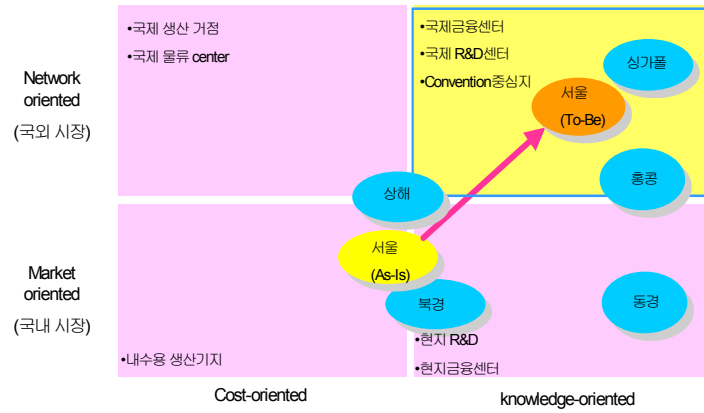 •국제 생산 거점
•국제 물류 center
•국제금융센터
•국제 R&D센터
•Convention중심지
싱가폴
서울
(To-Be)
Network
oriented
(국외 시장)
홍콩
상해
서울
(As-Is)
Market
oriented
(국내 시장)
북경
동경
•내수용 생산기지
•현지 R&D
•현지금융센터
Cost-oriented
knowledge-oriented